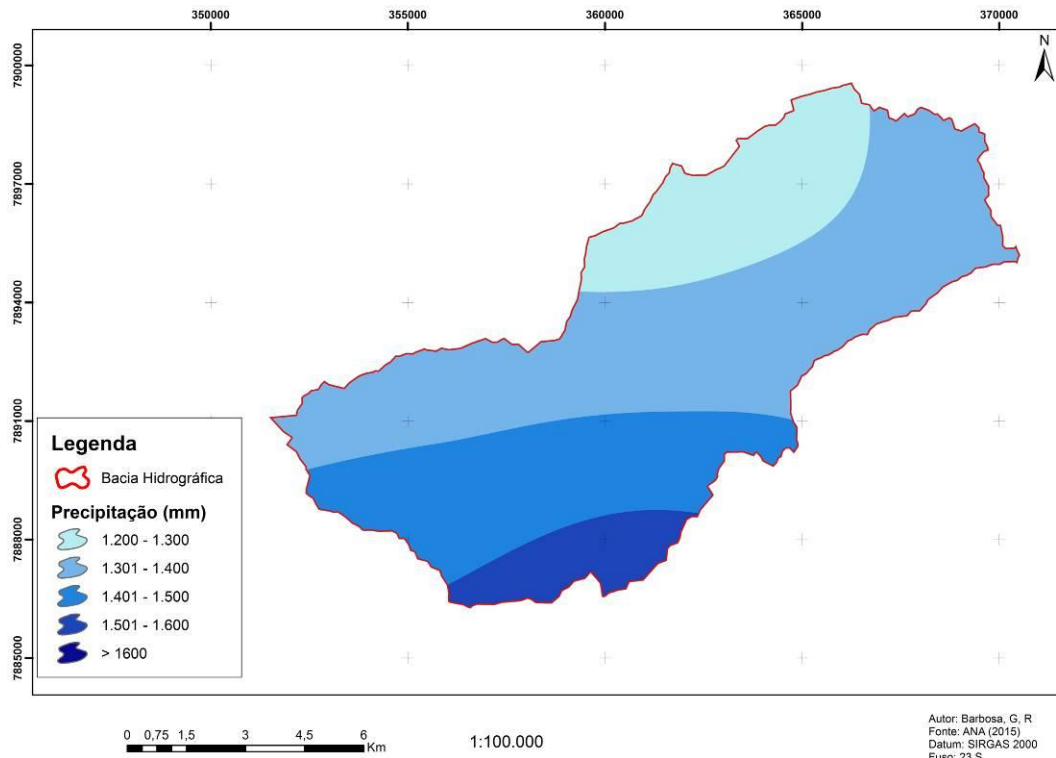 350000 355000 360000 365000 370000
N
7900000
7897000
7894000
7891000
7888000
7885000
Legenda
Bacia Hidrográfica
Precipitação (mm)
1.200 - 1.300
1.301 - 1.400
1.401 - 1.500
1.501 - 1.600
> 1600
0 0,75 1,5 3 4,5 6
Km
1:100.000
Autor: Barbosa, G, R
Fonte: ANA (2015)
Datum: SIRGAS 2000
Fuso: 23 S